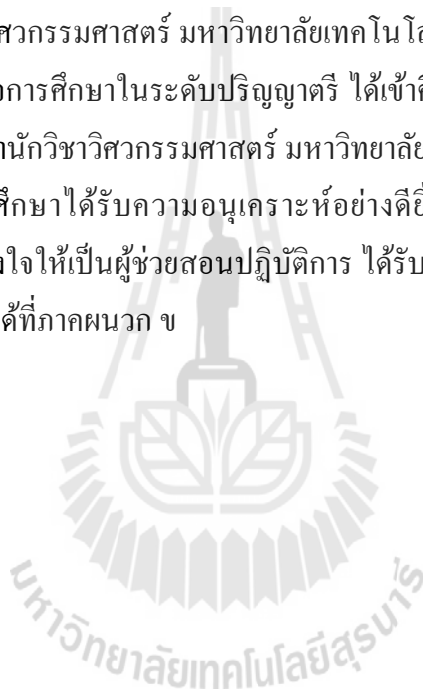 ศวกรรมศาสตร์ มหาวิทยาลัยเทคโนโล
การศึกษาในระดับปริญญาตรี ได้เข้าศึ
านักวิชาวิศวกรรมศาสตร์ มหาวิทยาลัย
ศึกษาได้รับความอนุเคราะห์อย่างดียิ่
ใจให้เป็นผู้ช่วยสอนปฏิบัติการ ได้รับ
ด้ที่ภาคผนวก ข
มหาวิทยาลัยเทคโนโลยีสุรนารี